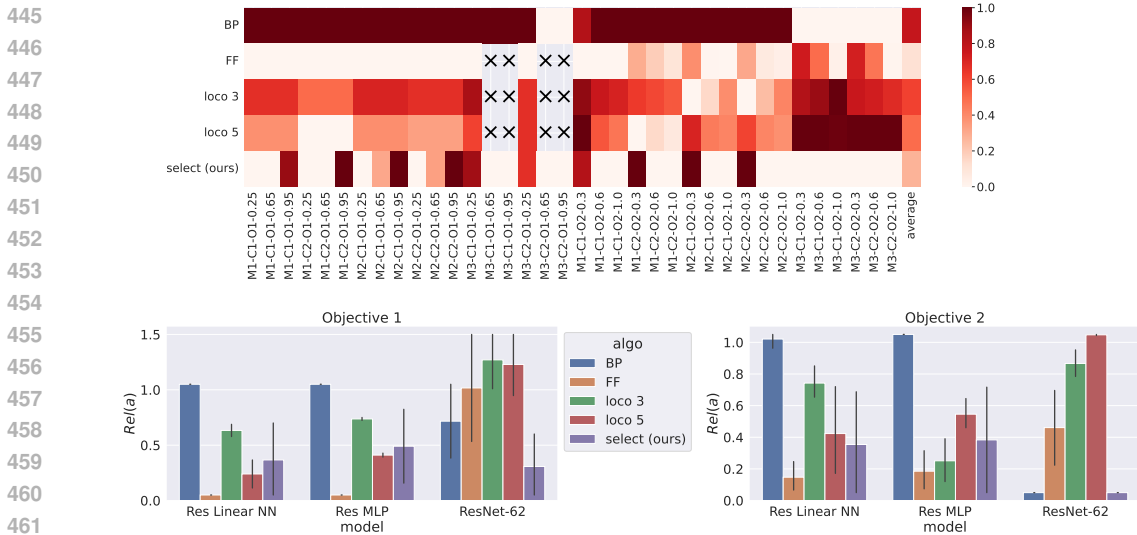 445
446
447
448
449
450
451
452
453
454
455
456
457
458
459
460
461
BP
FF
loco 3
loco 5
select (ours)
1.0
0.8
0.6
0.4
0.2
0.0
M1-C1-O1-0.25
M1-C1-O1-0.65
M1-C1-O1-0.95
M1-C2-O1-0.25
M1-C2-O1-0.65
M1-C2-O1-0.95
M2-C1-O1-0.25
M2-C1-O1-0.65
M2-C1-O1-0.95
M2-C2-O1-0.25
M2-C2-O1-0.65
M2-C2-O1-0.95
M3-C1-O1-0.25
M3-C1-O1-0.65
M3-C1-O1-0.95
M3-C2-O1-0.25
M3-C2-O1-0.65
M3-C2-O1-0.95
M1-C1-O2-0.3
M1-C1-O2-0.6
M1-C1-O2-1.0
M1-C2-O2-0.3
M1-C2-O2-0.6
M1-C2-O2-1.0
M2-C1-O2-0.3
M2-C1-O2-0.6
M2-C1-O2-1.0
M2-C2-O2-0.3
M2-C2-O2-0.6
M2-C2-O2-1.0
M3-C1-O2-0.3
M3-C1-O2-0.6
M3-C1-O2-1.0
M3-C2-O2-0.3
M3-C2-O2-0.6
M3-C2-O2-1.0
average
Objective 1
1.5
1.0
0.5
0.0
Rel(a)
Res Linear NN
Res MLP
ResNet-62
model
algo
BP
FF
loco 3
loco 5
select (ours)
Objective 2
1.0
0.8
0.6
0.4
0.2
0.0
Rel(a)
Res Linear NN
Res MLP
ResNet-62
model